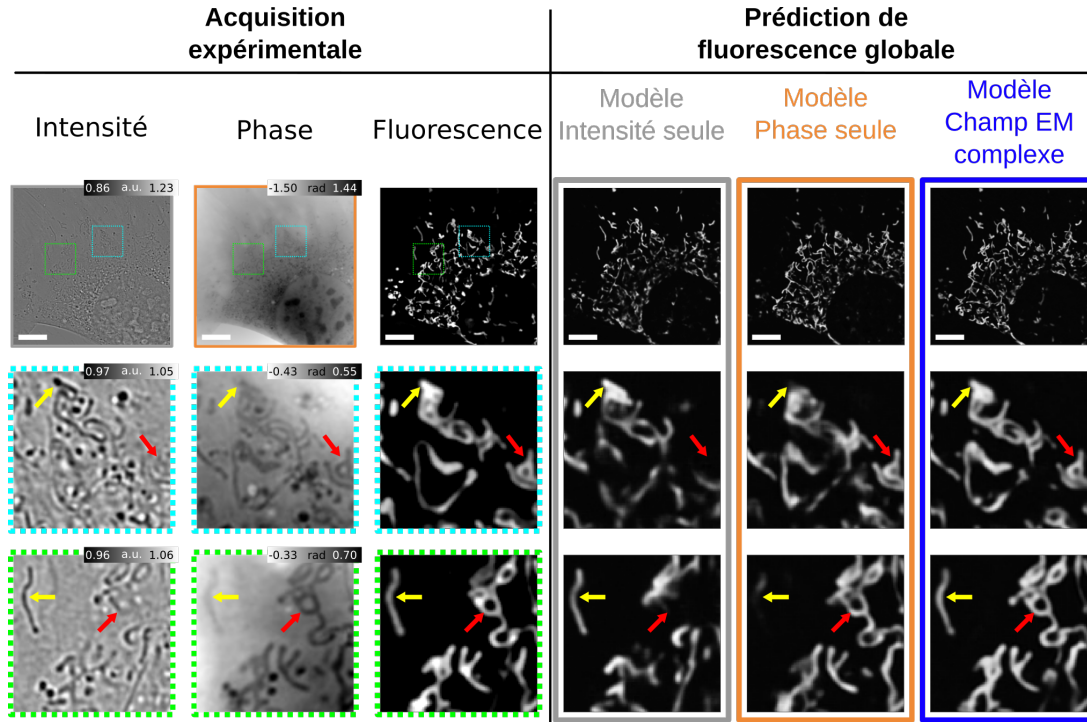 Acquisition
expérimentale
Prédiction de
fluorescence globale
Intensité
Phase
Fluorescence
Modèle
Intensité seule
Modèle
Phase seule
Modèle
Champ EM
complexe
0.86 a.u. 1.23
-1.50 rad 1.44
0.97 a.u. 1.05
-0.43 rad 0.55
0.96 a.u. 1.06
-0.33 rad 0.70